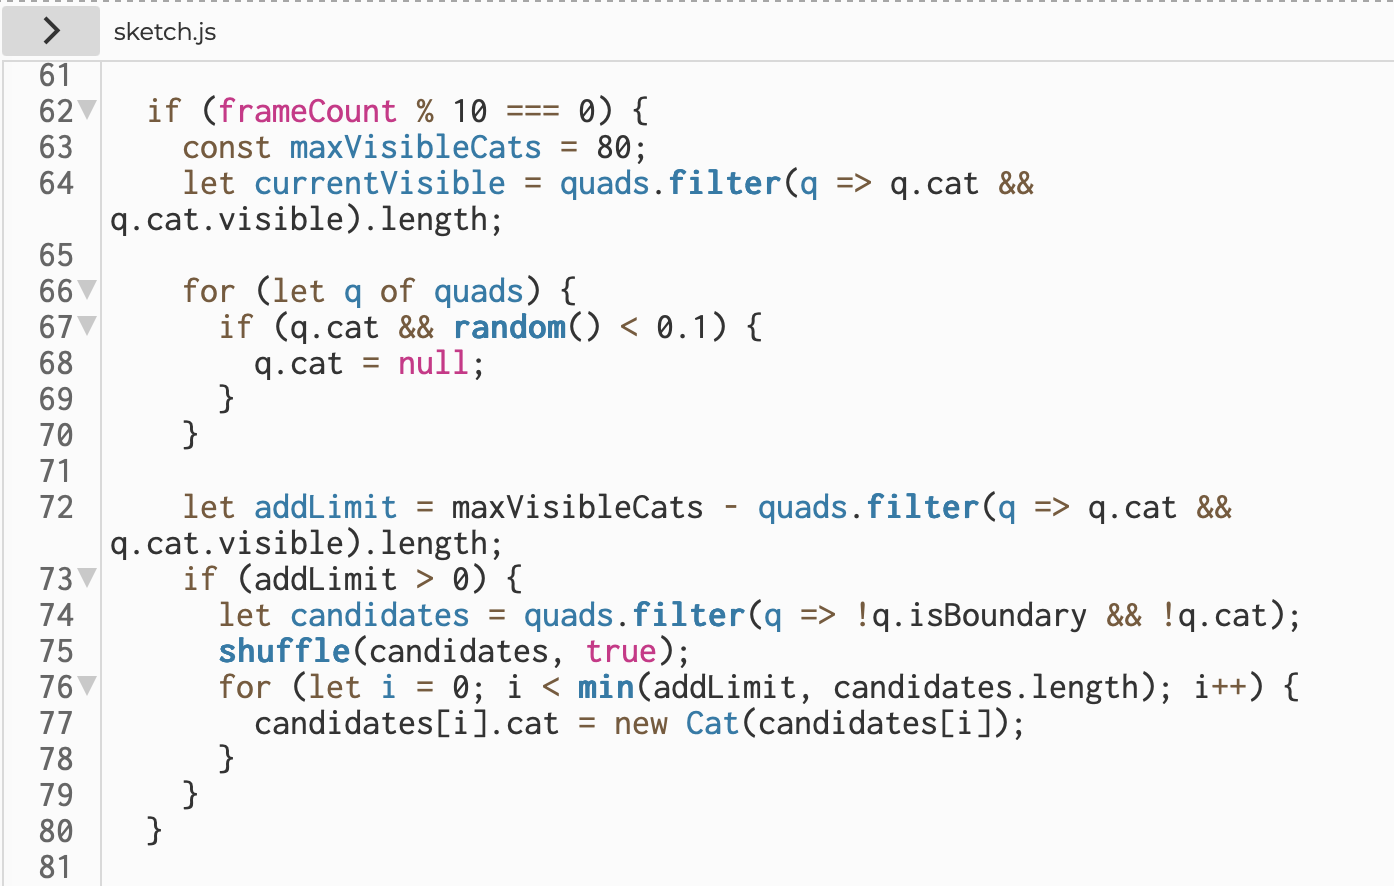 sketch.js
61
62 if (frameCount % 10 === 0) {
63 const maxVisibleCats = 80;
64 let currentVisible = quads.filter(q => q.cat &&
q.cat.visible).length;
65
66 for (let q of quads) {
67 if (q.cat && random() < 0.1) {
68 q.cat = null;
69 }
70 }
71
72 let addLimit = maxVisibleCats - quads.filter(q => q.cat &&
q.cat.visible).length;
73 if (addLimit > 0) {
74 let candidates = quads.filter(q => !q.isBoundary && !q.cat);
75 shuffle(candidates, true);
76 for (let i = 0; i < min(addLimit, candidates.length); i++) {
77 candidates[i].cat = new Cat(candidates[i]);
78 }
79 }
80 }
81